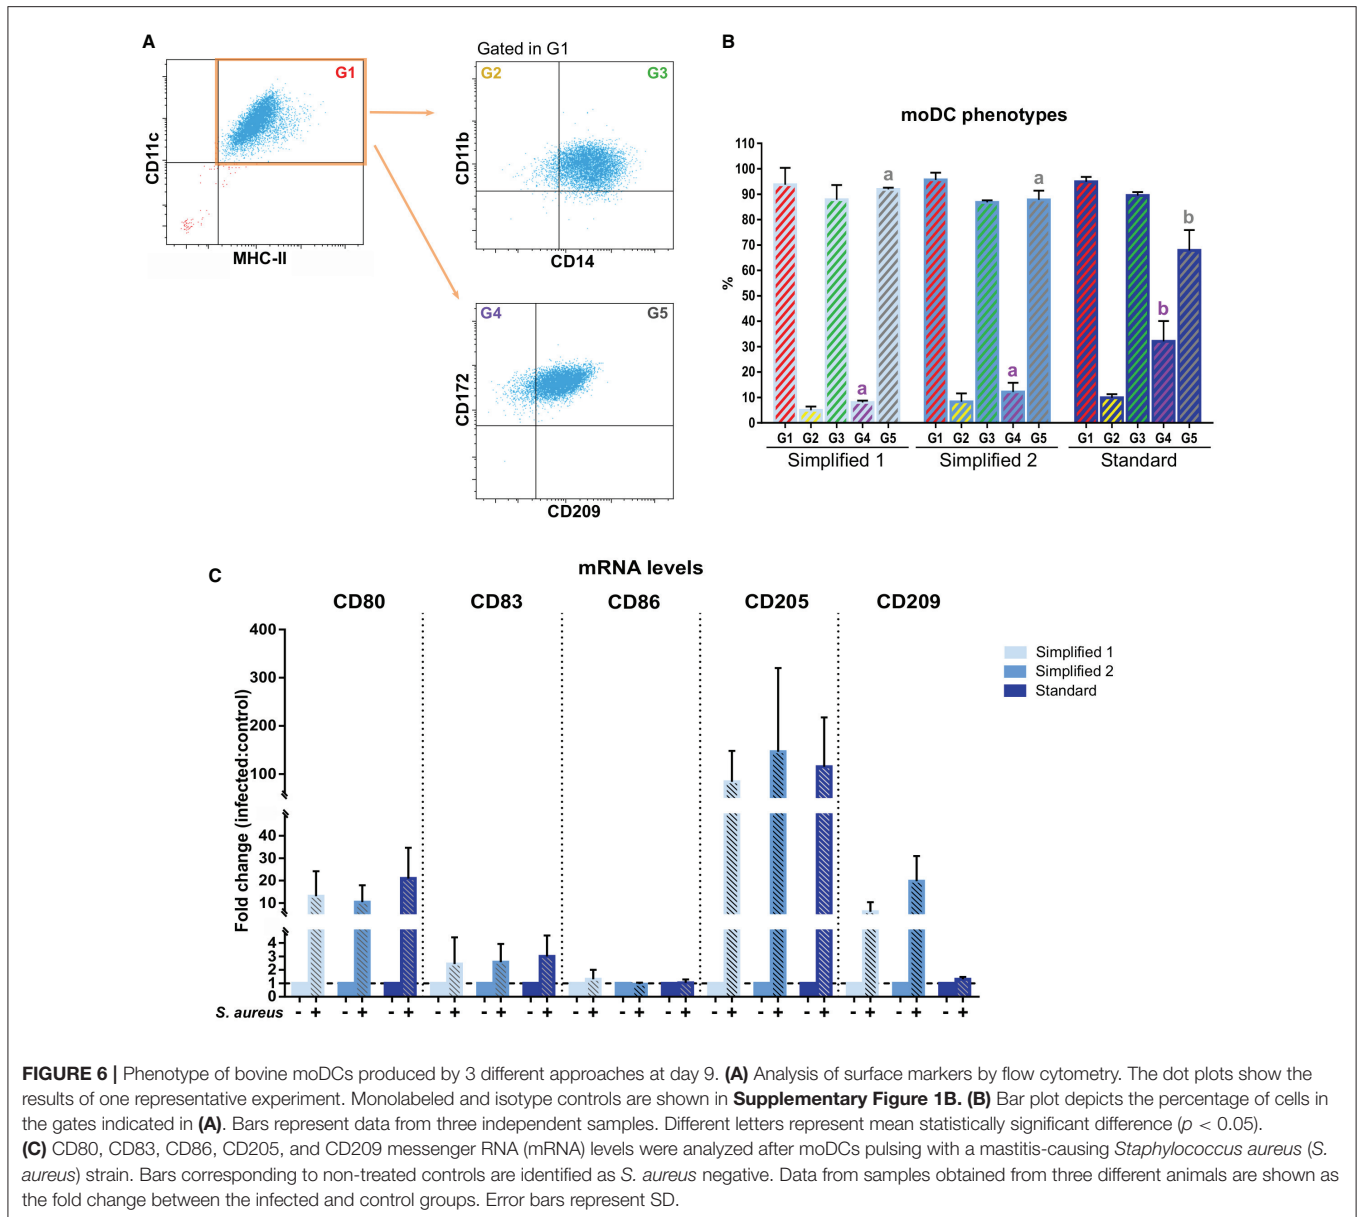 A
Gated in G1
G1
CD11c
MHC-II
G2
G3
CD11b
CD14
G4
G5
CD172
CD209
B
moDC phenotypes
110
100
90
80
70
60
50
40
30
20
10
0
%
a
a
b
a
a
b
G1 G2 G3 G4 G5 G1 G2 G3 G4 G5 G1 G2 G3 G4 G5
Simplified 1 Simplified 2 Standard
C
mRNA levels
CD80 CD83 CD86 CD205 CD209
400
300
200
100
40
30
20
10
4
3
2
1
0
Fold change (infected:control)
Simplified 1
Simplified 2
Standard
S. aureus - + - + - + - + - + - + - + - + - + - + - + - + - + - + - +
FIGURE 6 | Phenotype of bovine moDCs produced by 3 different approaches at day 9. (A) Analysis of surface markers by flow cytometry. The dot plots show the
results of one representative experiment. Monolabeled and isotype controls are shown in Supplementary Figure 1B. (B) Bar plot depicts the percentage of cells in
the gates indicated in (A). Bars represent data from three independent samples. Different letters represent mean statistically significant difference (p < 0.05).
(C) CD80, CD83, CD86, CD205, and CD209 messenger RNA (mRNA) levels were analyzed after moDCs pulsing with a mastitis-causing Staphylococcus aureus (S.
aureus) strain. Bars corresponding to non-treated controls are identified as S. aureus negative. Data from samples obtained from three different animals are shown as
the fold change between the infected and control groups. Error bars represent SD.